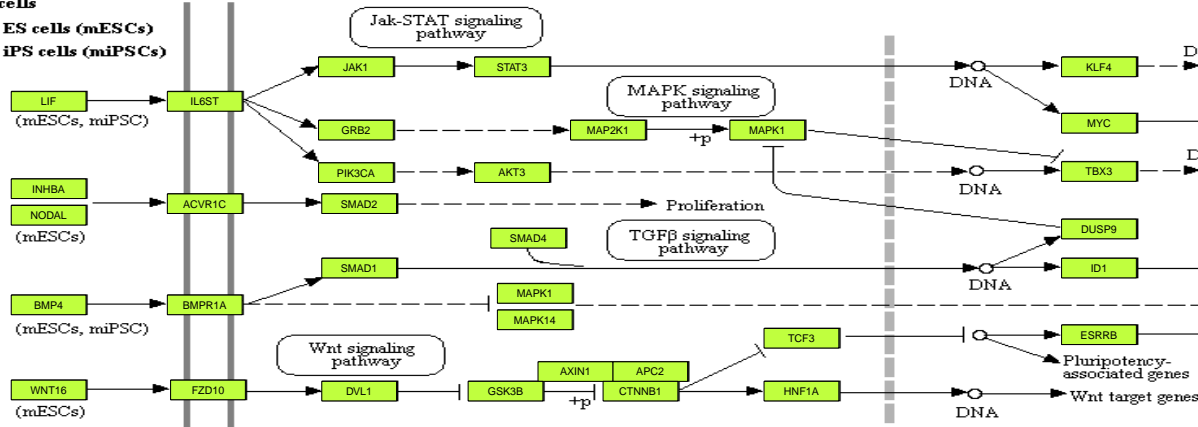 cells
ES cells (mESCs)
iPS cells (miPSCs)
Jak-STAT signaling
pathway
JAK1
STAT3
DNA
KLF4
D
LIF
(mESCs, miPSC)
IL6ST
MAPK signaling
pathway
GRB2
MAP2K1
+p
MAPK1
MYC
PIK3CA
AKT3
DNA
TBX3
D
INHBA
NODAL
(mESCs)
ACVR1C
SMAD2
Proliferation
SMAD4
TGFβ signaling
pathway
DUSP9
SMAD1
DNA
ID1
BMP4
(mESCs, miPSC)
BMPR1A
MAPK1
MAPK14
Wnt signaling
pathway
TCF3
ESRRB
Pluripotency-
associated genes
WNT16
(mESCs)
FZD10
DVL1
GSK3B
+p
AXIN1
APC2
CTNNB1
HNF1A
DNA
Wnt target genes